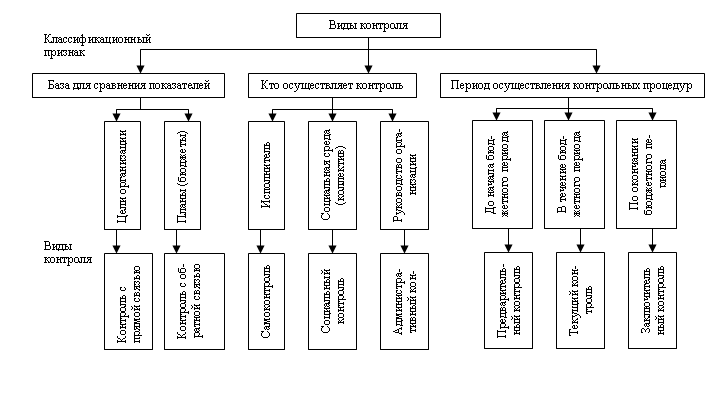 Виды контроля
Классификационный
признак
База для сравнения показателей
Кто осуществляет контроль
Период осуществления контрольных процедур
Цели организации
Планы (бюджеты)
Исполнитель
Социальная среда
(коллектив)
Руководство орга-
низации
До начала бюд-
жетного периода
В течение бюд-
жетного периода
По окончании
бюджетного пе-
риода
Виды
контроля
Контроль с
прямой связью
Контроль с об-
ратной связью
Самоконтроль
Социальный
контроль
Администра-
тивный кон-
Предваритель-
ный контроль
Текущий кон-
троль
Заключитель
ный контроль